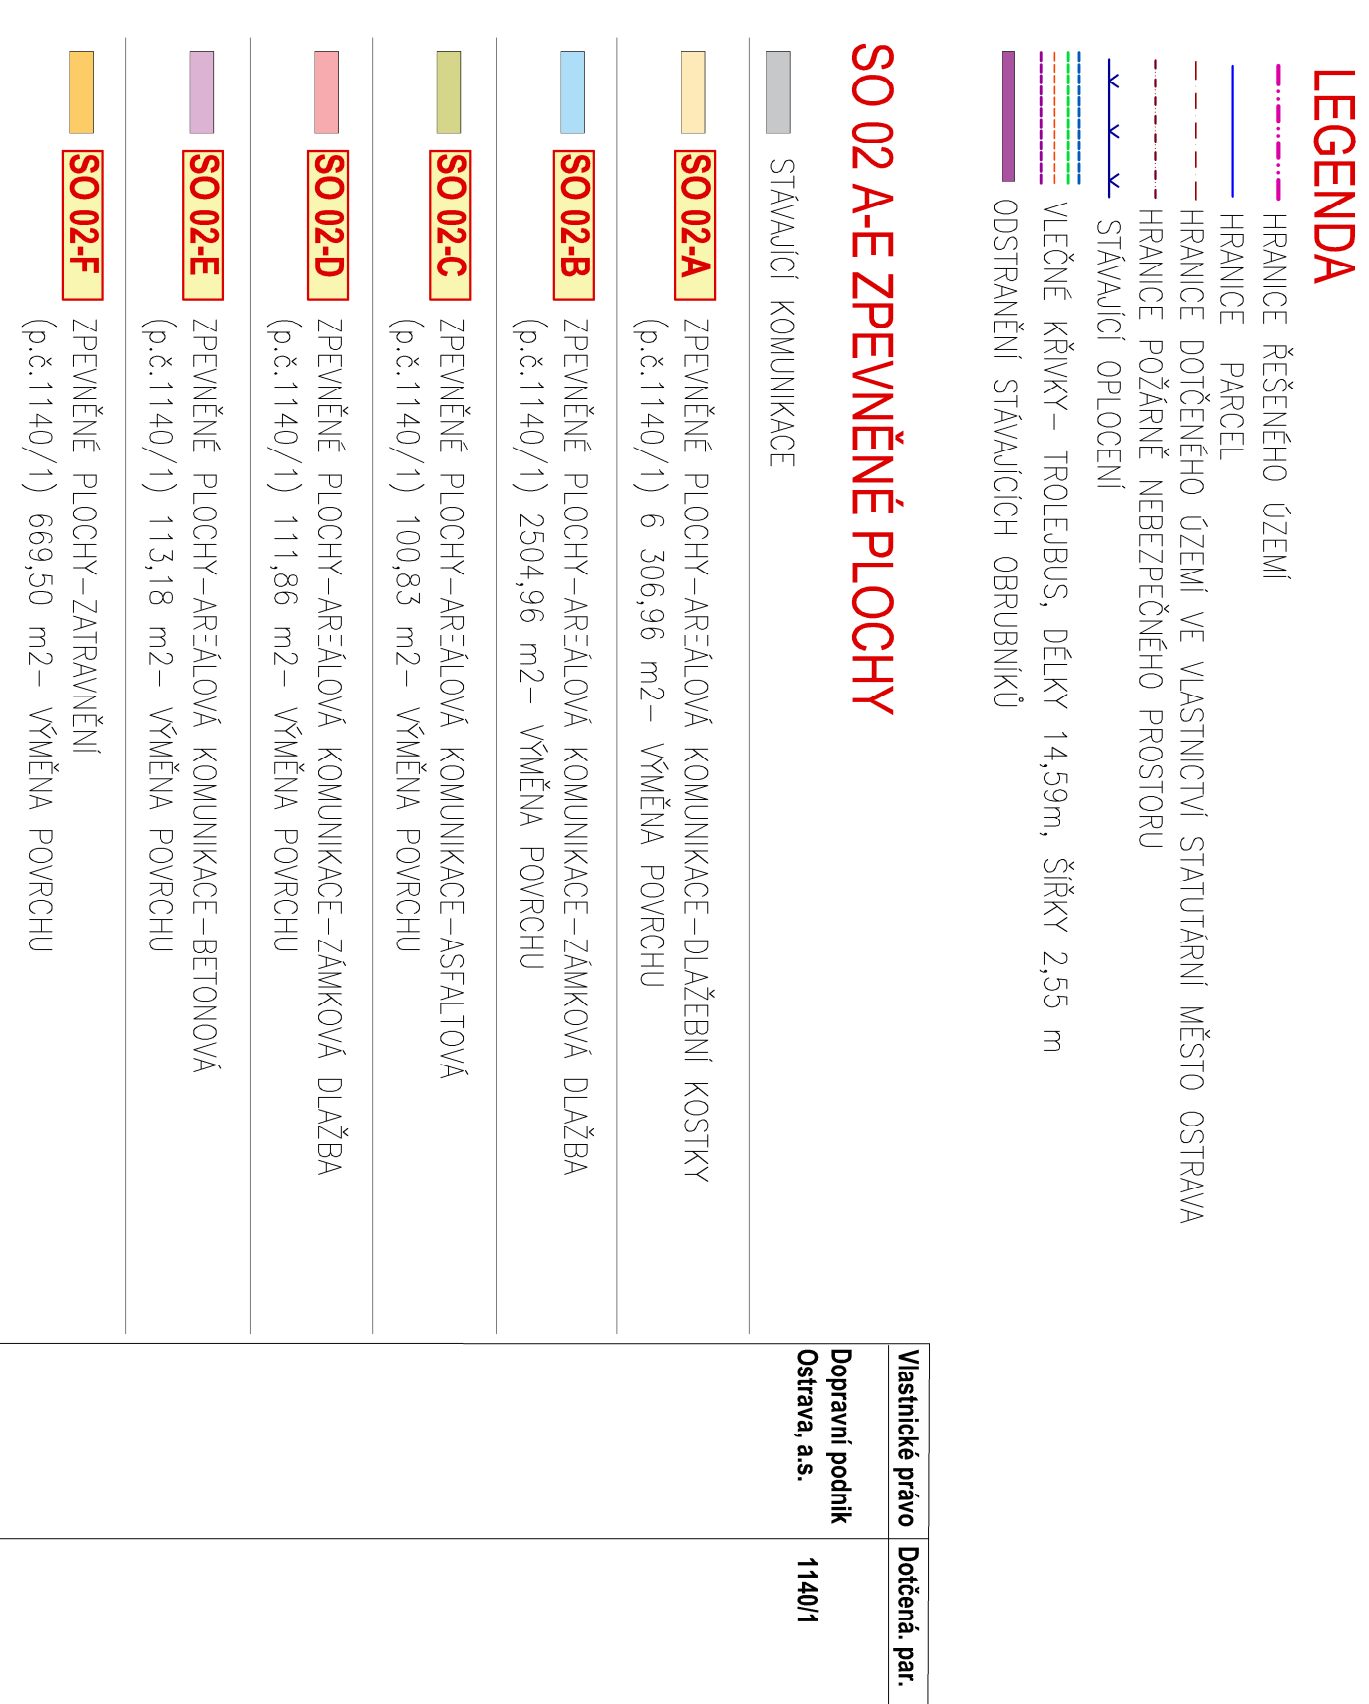 LEGENDA
HRANICE ŘEŠENÉHO ÚZEMÍ
HRANICE PARCEL
HRANICE DOTČENÉHO ÚZEMÍ VE VLASTNICTVÍ STATUTÁRNÍ MĚSTO OSTRAVA
HRANICE POŽÁRNĚ NEBEZPEČNÉHO PROSTORU
STÁVAJÍCÍ OPLOCENÍ
VLEČNÉ KŘIVKY- TROLEJBUS, DÉLKY 14,59m, ŠÍŘKY 2,55 m
ODSTRANĚNÍ STÁVAJÍCÍCH OBRUBNÍKŮ
SO 02 A-E ZPEVNĚNÉ PLOCHY
STÁVAJÍCÍ KOMUNIKACE
SO 02-A
ZPEVNĚNÉ PLOCHY-AREÁLOVÁ KOMUNIKACE-DLAŽEBNÍ KOSTKY
(p.č.1140/1) 6 306,96 m2- VÝMĚNA POVRCHU
SO 02-B
ZPEVNĚNÉ PLOCHY-AREÁLOVÁ KOMUNIKACE-ZÁMKOVÁ DLAŽBA
(p.č.1140/1) 2504,96 m2- VÝMĚNA POVRCHU
SO 02-C
ZPEVNĚNÉ PLOCHY-AREÁLOVÁ KOMUNIKACE-ASFALTOVÁ
(p.č.1140/1) 100,83 m2- VÝMĚNA POVRCHU
SO 02-D
ZPEVNĚNÉ PLOCHY-AREÁLOVÁ KOMUNIKACE-ZÁMKOVÁ DLAŽBA
(p.č.1140/1) 111,86 m2- VÝMĚNA POVRCHU
SO 02-E
ZPEVNĚNÉ PLOCHY-AREÁLOVÁ KOMUNIKACE-BETONOVÁ
(p.č.1140/1) 113,18 m2- VÝMĚNA POVRCHU
SO 02-F
ZPEVNĚNÉ PLOCHY-ZATRAVNĚNÍ
(p.č.1140/1) 669,50 m2- VÝMĚNA POVRCHU
Vlastnické právo Dotčená. par.
Dopravní podnik
Ostrava, a.s. 1140/1